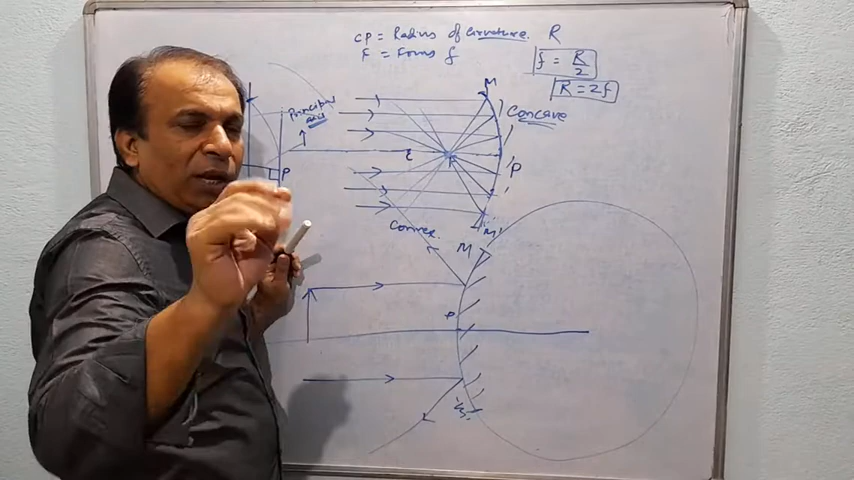 CP = Radius of Curvature. R
F = Focus f
f = R/2
R = 2f
Principal
axis
M
Concave
C
F
P
P
M'
Convex
M
P